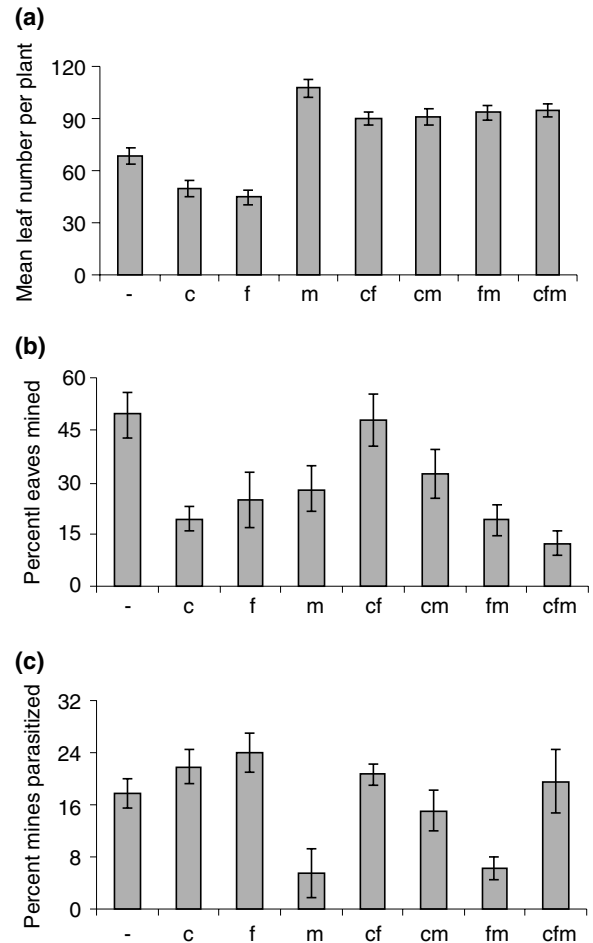 (a)
Mean leaf number per plant
120
90
60
30
0
- c f m cf cm fm cfm
(b)
Percentl eaves mined
60
45
30
15
0
- c f m cf cm fm cfm
(c)
Percent mines parasitized
32
24
16
8
0
- c f m cf cm fm cfm